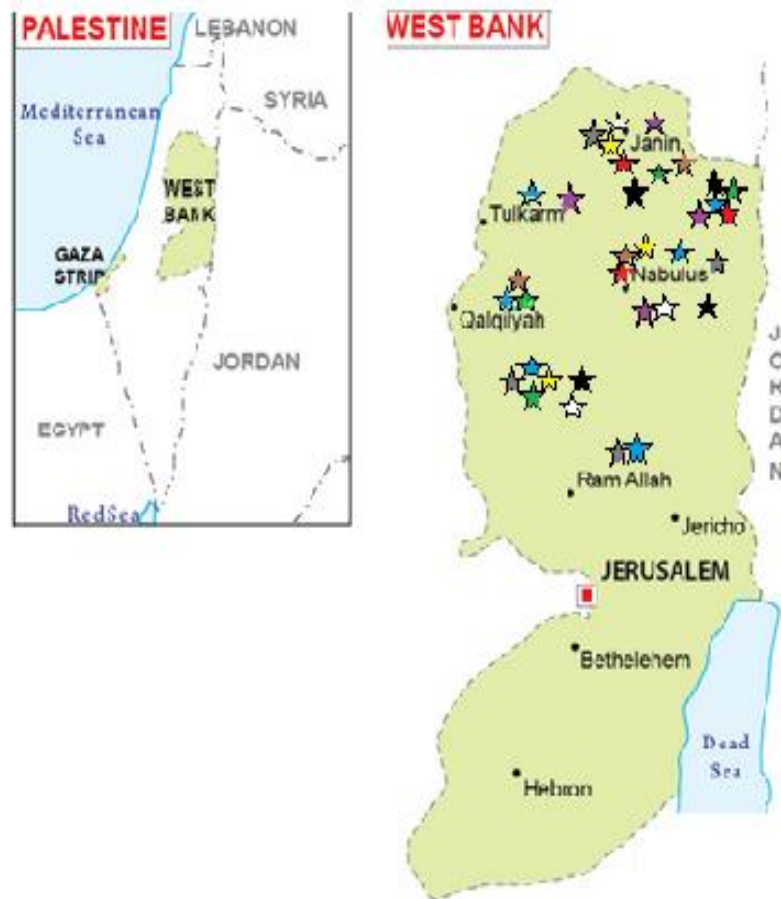 PALESTINE
LEBANON
SYRIA
Mediterranean
Sea
WEST
BANK
GAZA
STRIP
JORDAN
EGYPT
RedSea
WEST BANK
Janin
Tulkarm
Nabulus
Qalqilyah
J
O
R
D
A
N
Ram Allah
Jericho
JERUSALEM
Bethelehem
Dead
Sea
Hebron